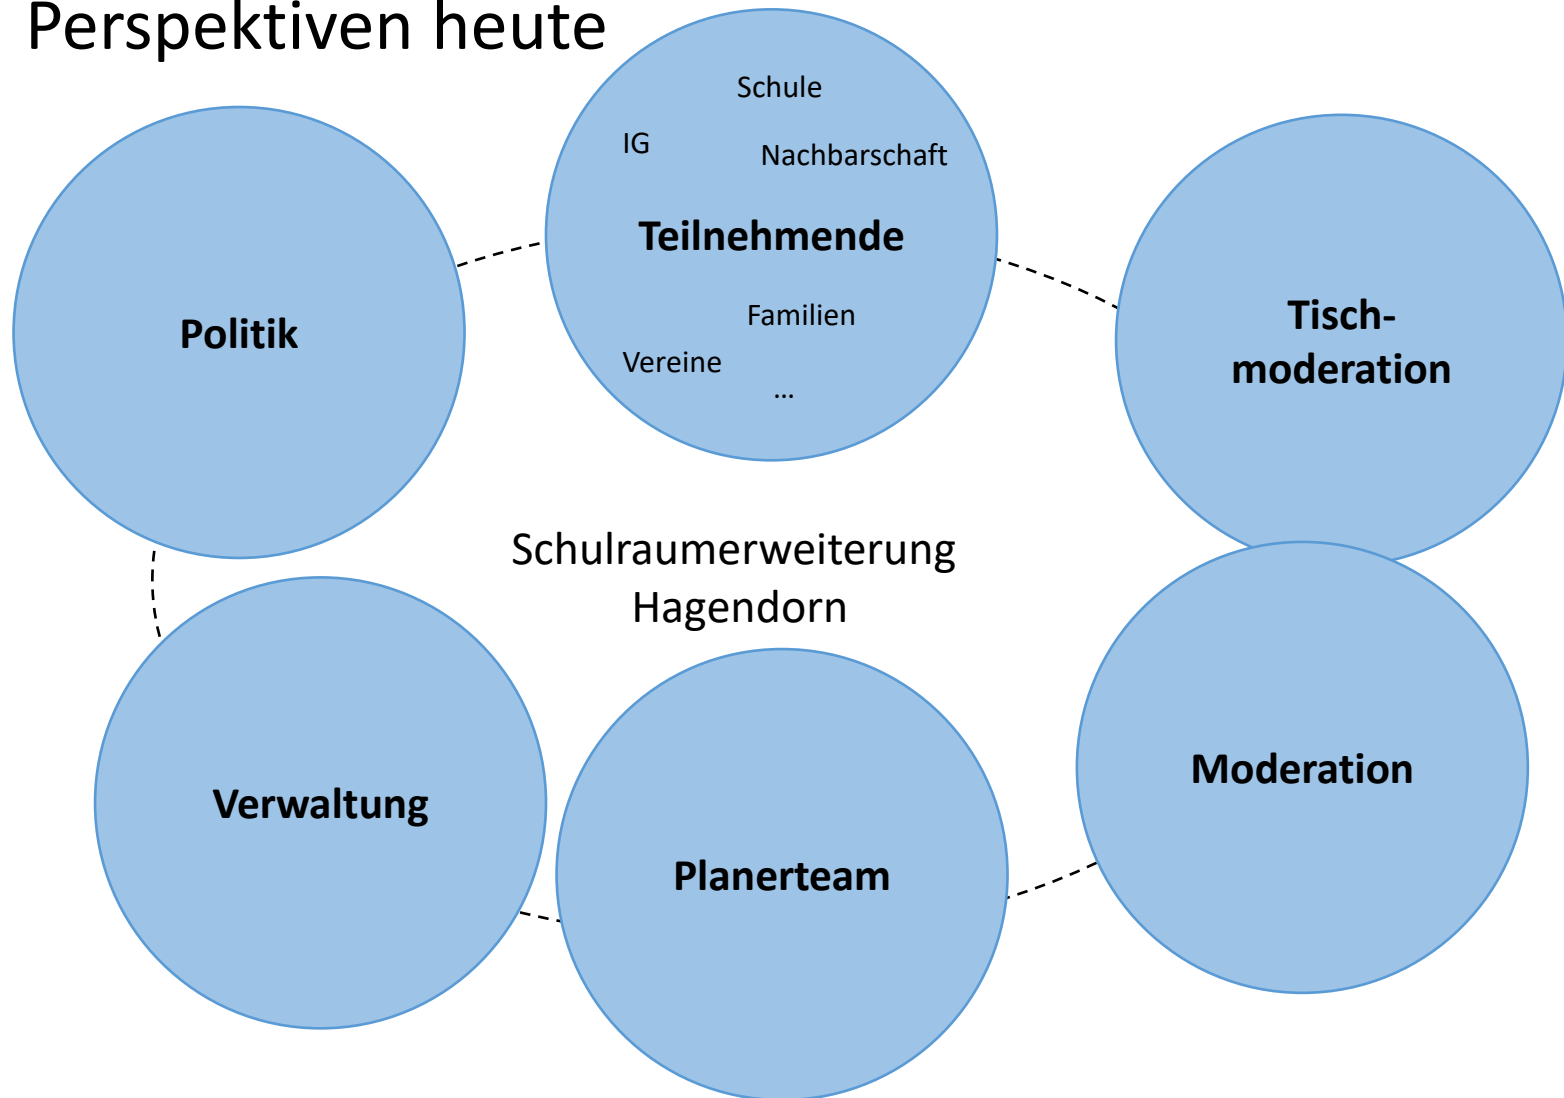 Perspektiven heute
Schule
IG
Nachbarschaft
Teilnehmende
Familien
Vereine
...
Politik
Tisch-
moderation
Schulraumerweiterung
Hagendorn
Verwaltung
Planerteam
Moderation